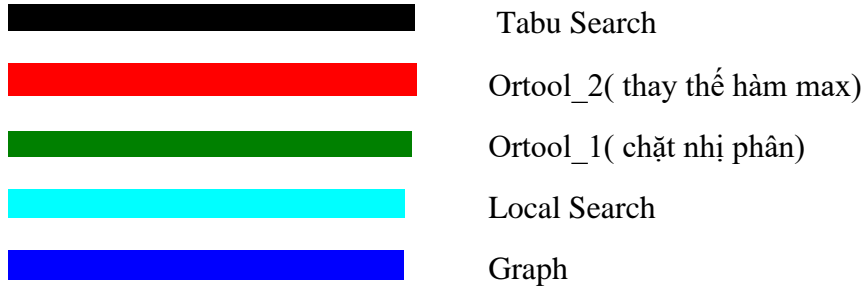 Tabu Search
Ortool_2( thay thế hàm max)
Ortool_1( chặt nhị phân)
Local Search
Graph